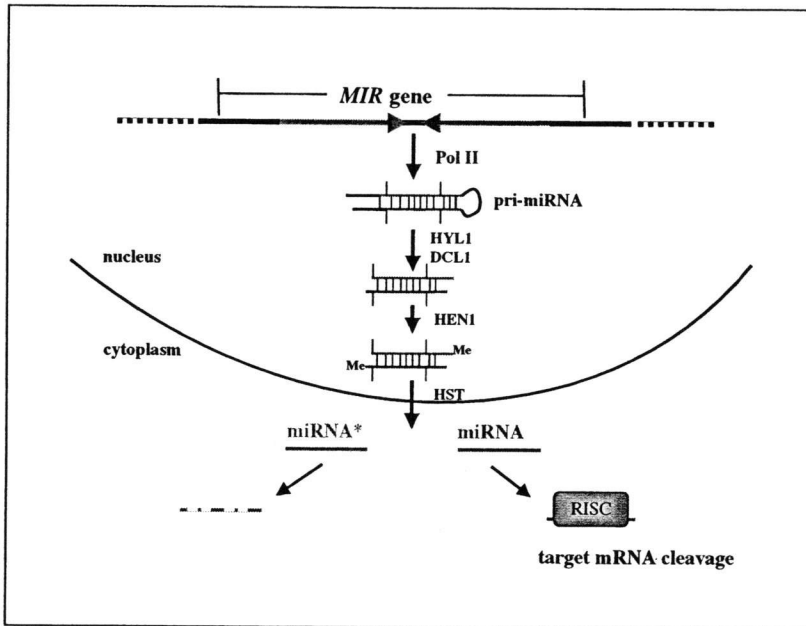 MIR gene
Pol II
pri-miRNA
HYL1
DCL1
nucleus
HEN1
cytoplasm
Me
Me
HST
miRNA*
miRNA
RISC
target mRNA cleavage